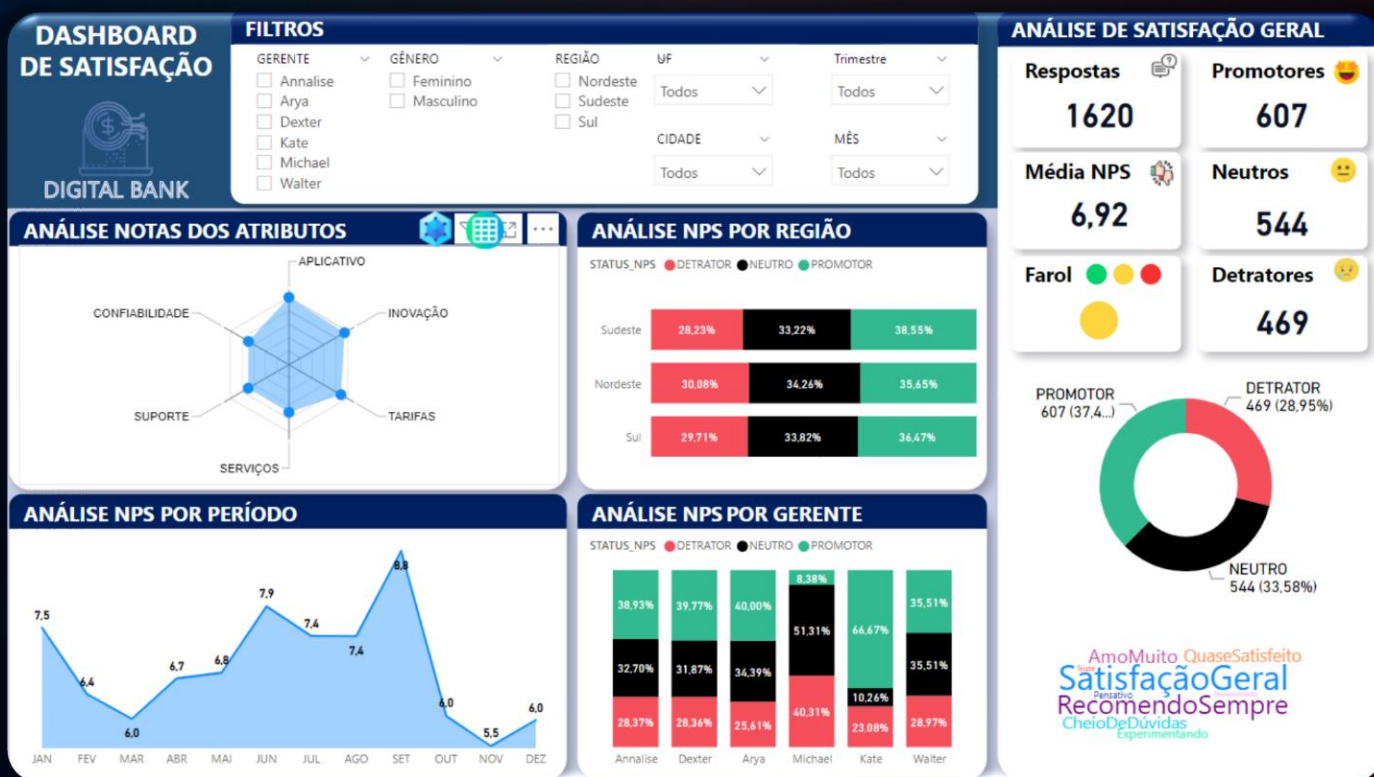 DASHBOARD
DE SATISFAÇÃO
DIGITAL BANK
FILTROS
GERENTE
Annalise
Arya
Dexter
Kate
Michael
Walter
GÊNERO
Feminino
Masculino
REGIÃO
Nordeste
Sudeste
Sul
UF
Todos
Trimestre
Todos
CIDADE
Todos
MÊS
Todos
ANÁLISE DE SATISFAÇÃO GERAL
Respostas
1620
Promotores
607
Média NPS
6,92
Neutros
544
Farol
Detratores
469
PROMOTOR
607 (37,4...)
DETRATOR
469 (28,95%)
NEUTRO
544 (33,58%)
AmoMuito QuaseSatisfeito
SatisfaçãoGeral
Pensativo
RecomendoSempre
CheioDeDúvidas
Experimentando
ANÁLISE NOTAS DOS ATRIBUTOS
APLICATIVO
CONFIABILIDADE
INOVAÇÃO
SUPORTE
TARIFAS
SERVIÇOS
ANÁLISE NPS POR REGIÃO
STATUS_NPS DETRATOR NEUTRO PROMOTOR
Sudeste 28,23% 33,22% 38,55%
Nordeste 30,08% 34,26% 35,65%
Sul 29,71% 33,82% 36,47%
ANÁLISE NPS POR PERÍODO
7,5
6,4
6,0
6,7
6,8
7,9
7,4
7,4
8,8
6,0
5,5
6,0
JAN FEV MAR ABR MAI JUN JUL AGO SET OUT NOV DEZ
ANÁLISE NPS POR GERENTE
STATUS_NPS DETRATOR NEUTRO PROMOTOR
38,93% 39,77% 40,00% 8,38% 66,67% 35,51%
32,70% 31,87% 34,39% 51,31% 10,26% 35,51%
28,37% 28,36% 25,61% 40,31% 23,08% 28,97%
Annalise Dexter Arya Michael Kate Walter